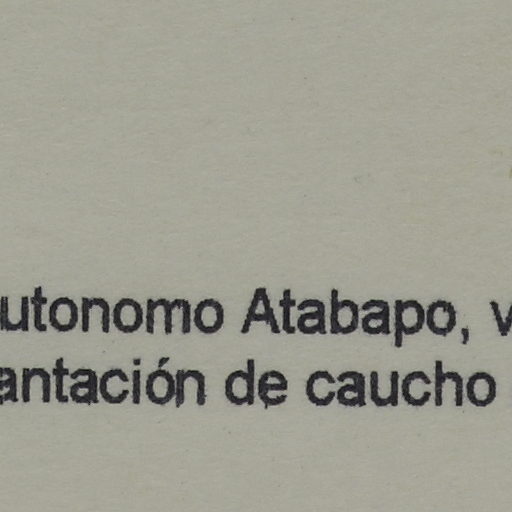 utonomo Atabapo, v
antación de caucho